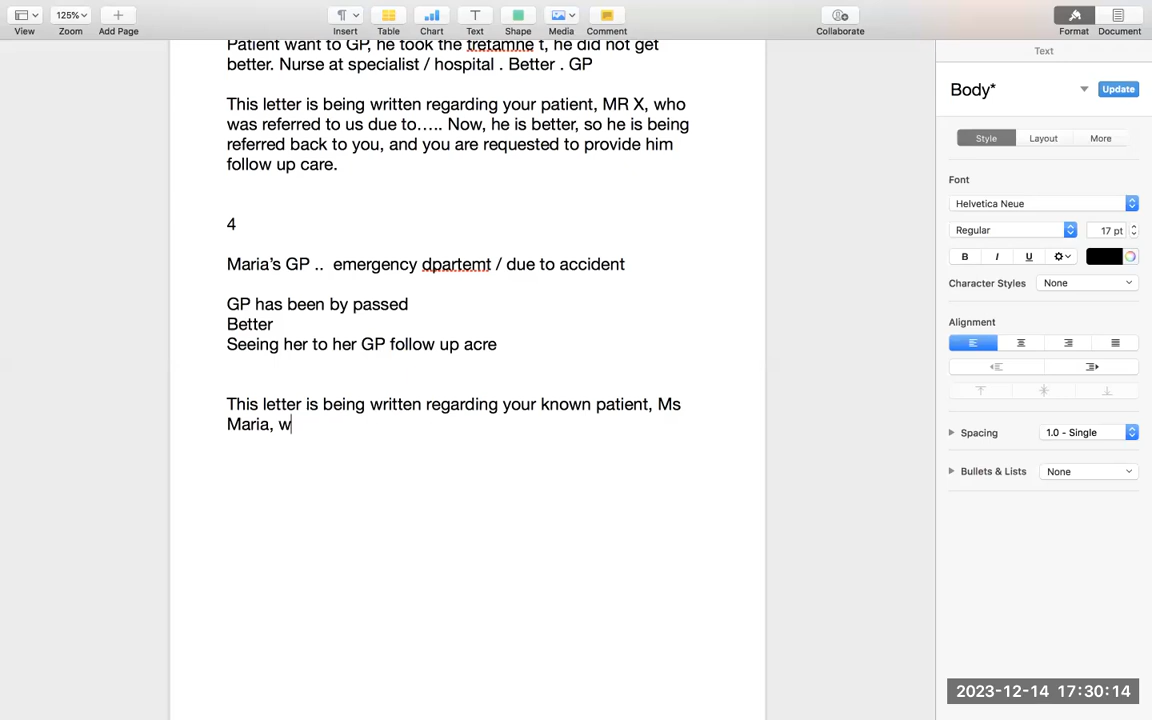 125%
View
Zoom
Add Page
Insert
Table
Chart
Text
Shape
Media
Comment
Collaborate
Format
Document
Patient want to GP, he took the tretamne t, he did not get
better. Nurse at specialist / hospital . Better . GP
This letter is being written regarding your patient, MR X, who
was referred to us due to….. Now, he is better, so he is being
referred back to you, and you are requested to provide him
follow up care.
4
Maria’s GP ..  emergency dpartemt / due to accident
GP has been by passed
Better
Seeing her to her GP follow up acre
This letter is being written regarding your known patient, Ms
Maria, w
Text
Body*
Update
Style
Layout
More
Font
Helvetica Neue
Regular
17 pt
B I U
Character Styles
None
Alignment
Spacing
1.0 - Single
Bullets & Lists
None
2023-12-14 17:30:14